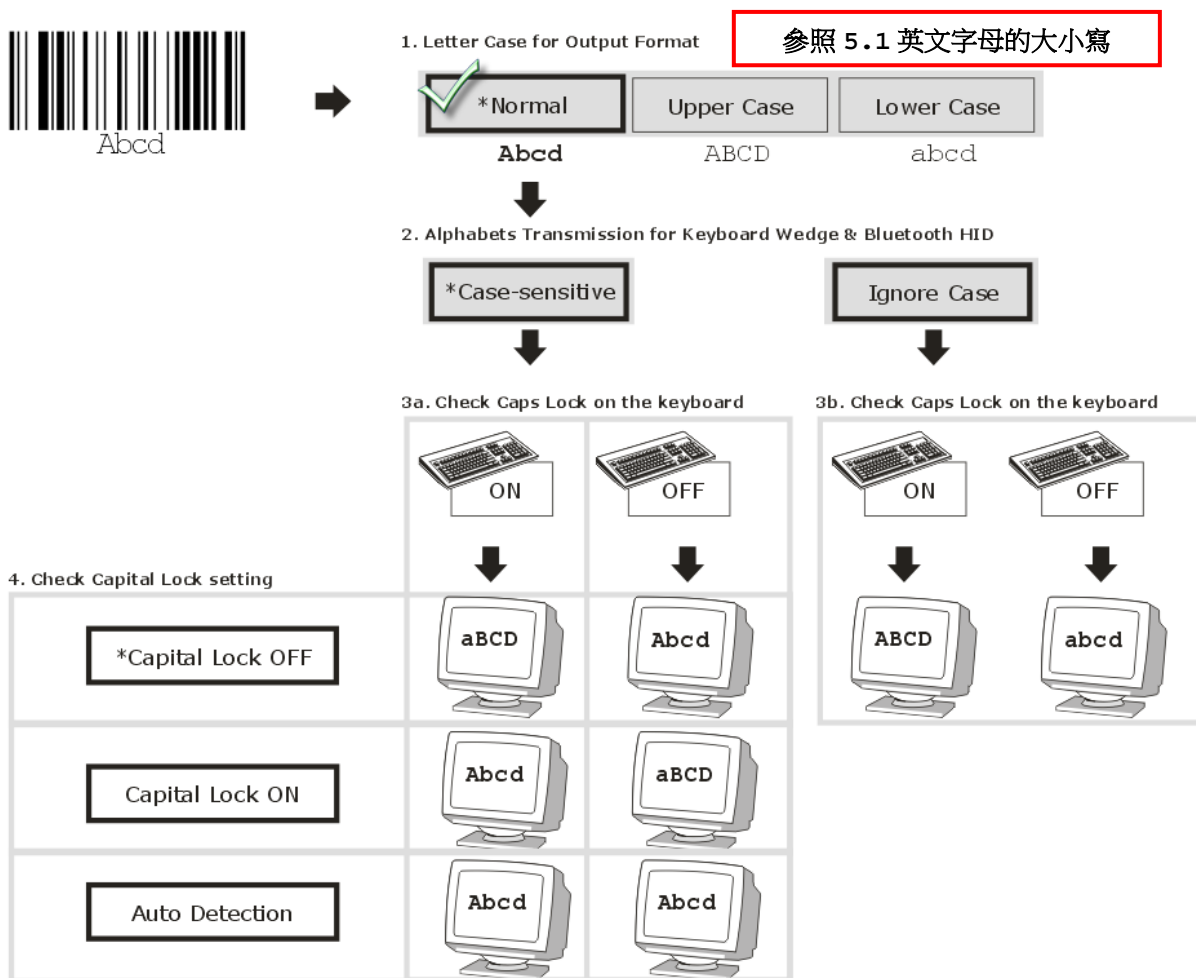 1. Letter Case for Output Format
參照 5.1 英文字母的大小寫
*Normal
Upper Case
Lower Case
Abcd
Abcd
ABCD
abcd
2. Alphabets Transmission for Keyboard Wedge & Bluetooth HID
*Case-sensitive
Ignore Case
3a. Check Caps Lock on the keyboard
3b. Check Caps Lock on the keyboard
ON
OFF
ON
OFF
4. Check Capital Lock setting
*Capital Lock OFF
aBCD
Abcd
ABCD
abcd
Capital Lock ON
Abcd
aBCD
Auto Detection
Abcd
Abcd